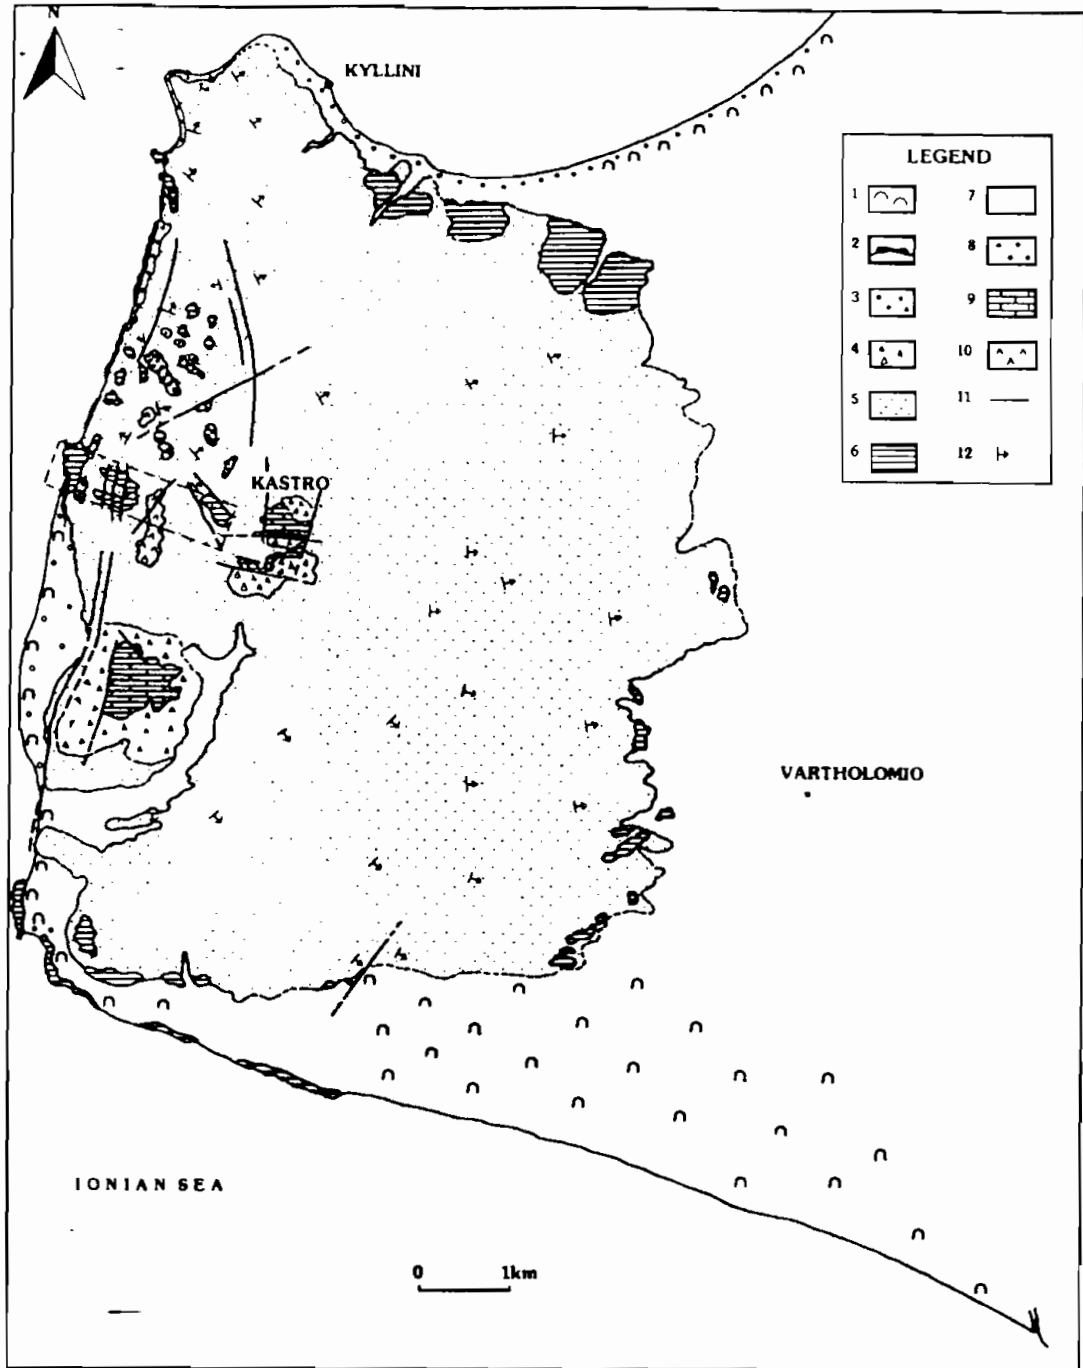 N
KYLLINI
LEGEND
1 7
2 8
3 9
4 10
5 11
6 12
KASTRO
VARTHOLOMIO
IONIAN SEA
0 1km